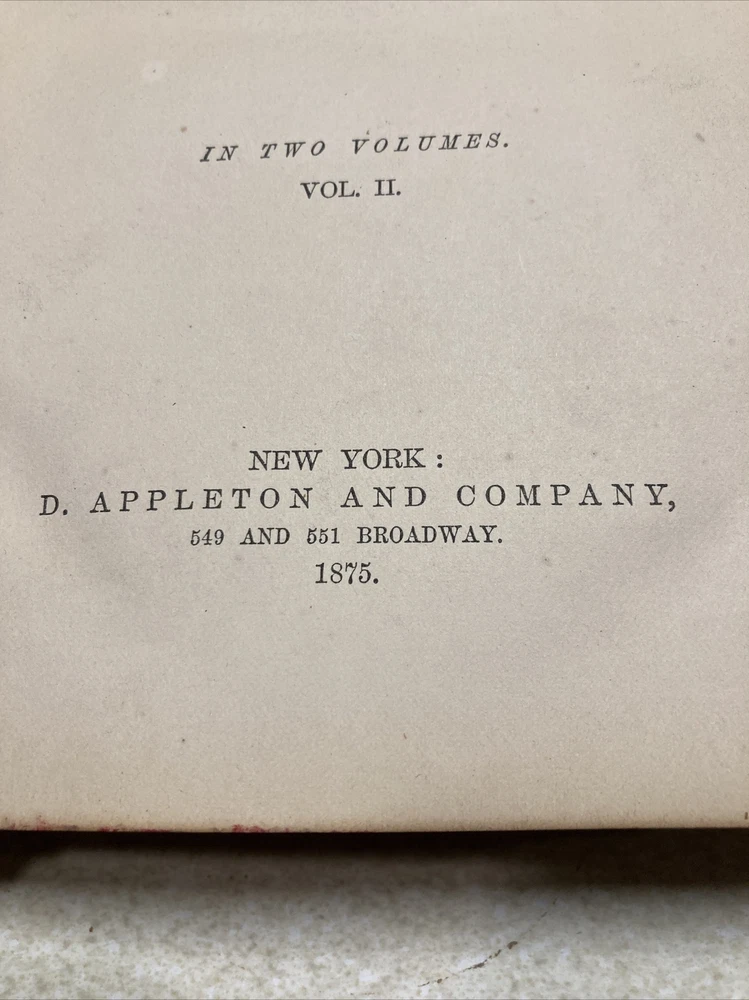 IN TWO VOLUMES.
VOL. II.
NEW YORK:
D. APPLETON AND COMPANY,
549 AND 551 BROADWAY.
1875.